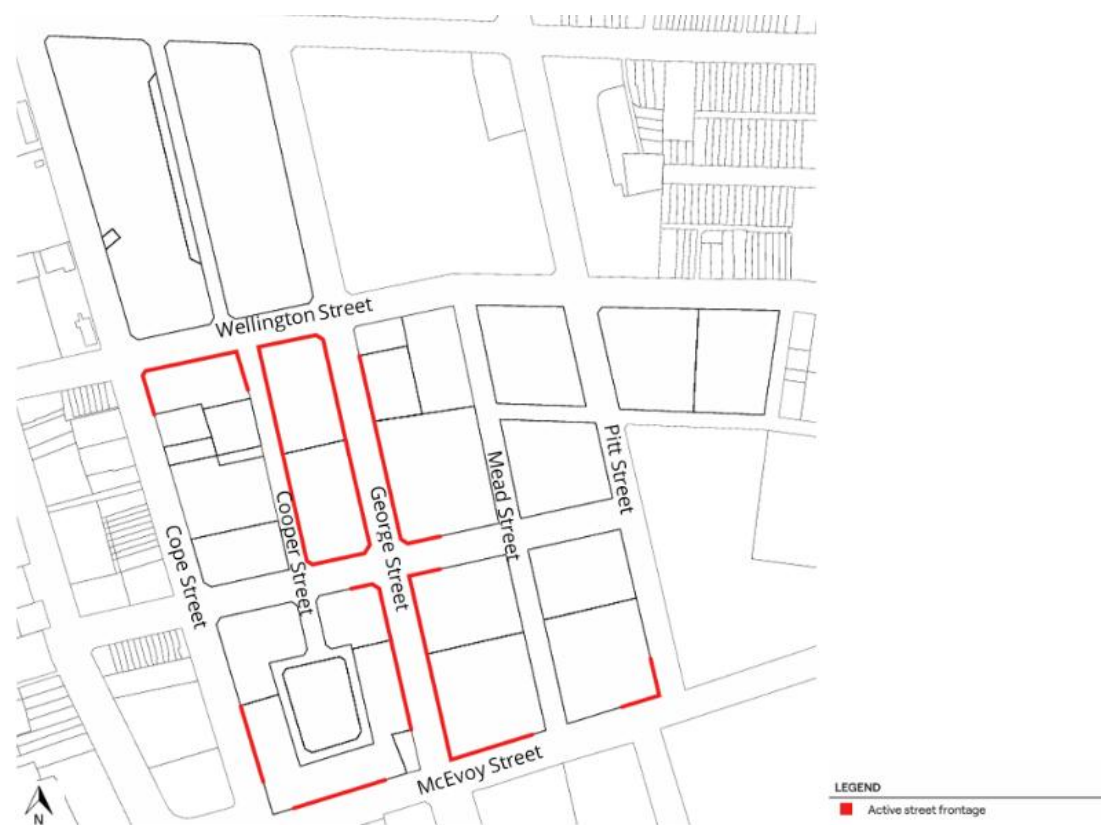 Wellington Street
Pitt Street
Mead Street
George Street
Cooper Street
Cope Street
McEvoy Street
N
LEGEND
Active street frontage